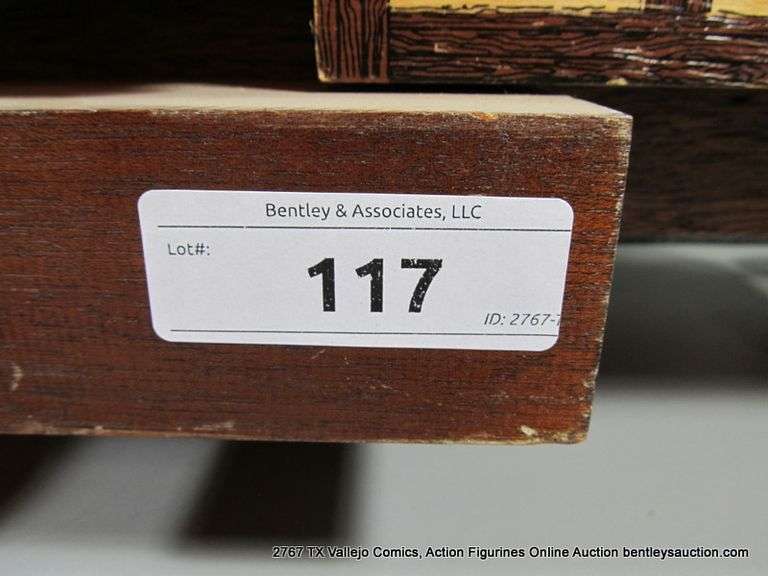 Bentley & Associates, LLC
Lot#:
117
ID: 2767-
2767 TX Vallejo Comics, Action Figurines Online Auction bentleysauction.com